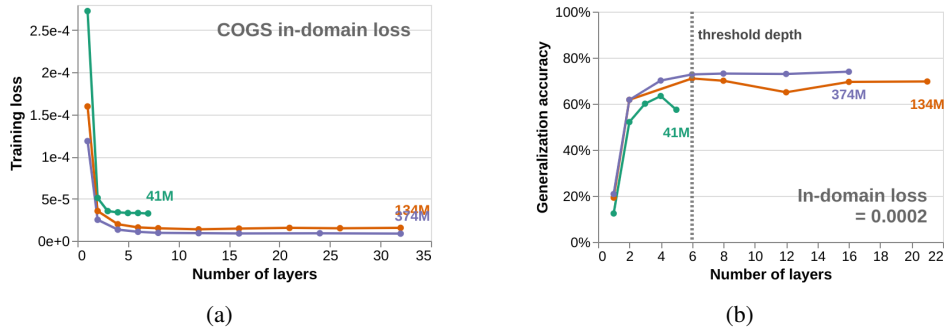 COGS in-domain loss
Training loss
2.5e-4
2e-4
1.5e-4
1e-4
5e-5
0e+0
41M
134M
374M
0 5 10 15 20 25 30 35
Number of layers
(a)
Generalization accuracy
100%
80%
60%
40%
20%
0%
threshold depth
374M
134M
41M
In-domain loss
= 0.0002
0 2 4 6 8 10 12 14 16 18 20 22
Number of layers
(b)